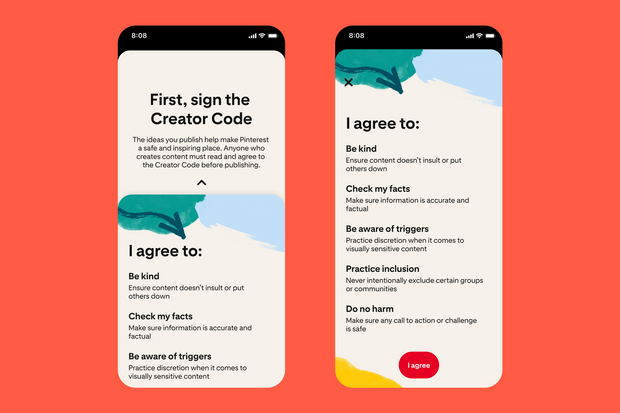 8:08
First, sign the
Creator Code
The ideas you publish help make Pinterest
a safe and inspiring place. Anyone who
creates content must read and agree to
the Creator Code before publishing.
I agree to:
Be kind
Ensure content doesn't insult or put
others down
Check my facts
Make sure information is accurate and
factual
Be aware of triggers
Practice discretion when it comes to
visually sensitive content
8:08
I agree to:
Be kind
Ensure content doesn't insult or put
others down
Check my facts
Make sure information is accurate and
factual
Be aware of triggers
Practice discretion when it comes to
visually sensitive content
Practice inclusion
Never intentionally exclude certain groups
or communities
Do no harm
Make sure any call to action or challenge
is safe
I agree